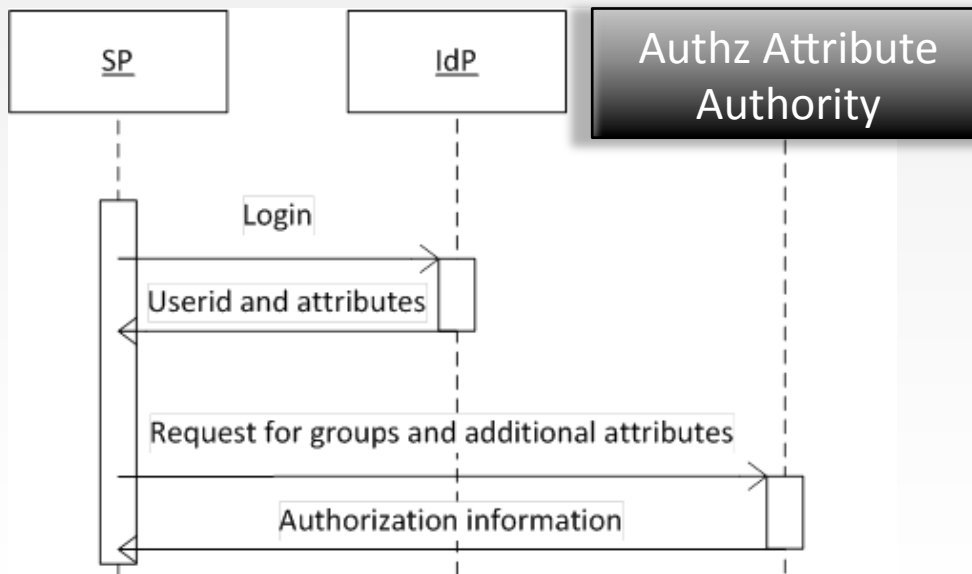 SP
IdP
Authz Attribute
Authority
Login
Userid and attributes
Request for groups and additional attributes
Authorization information